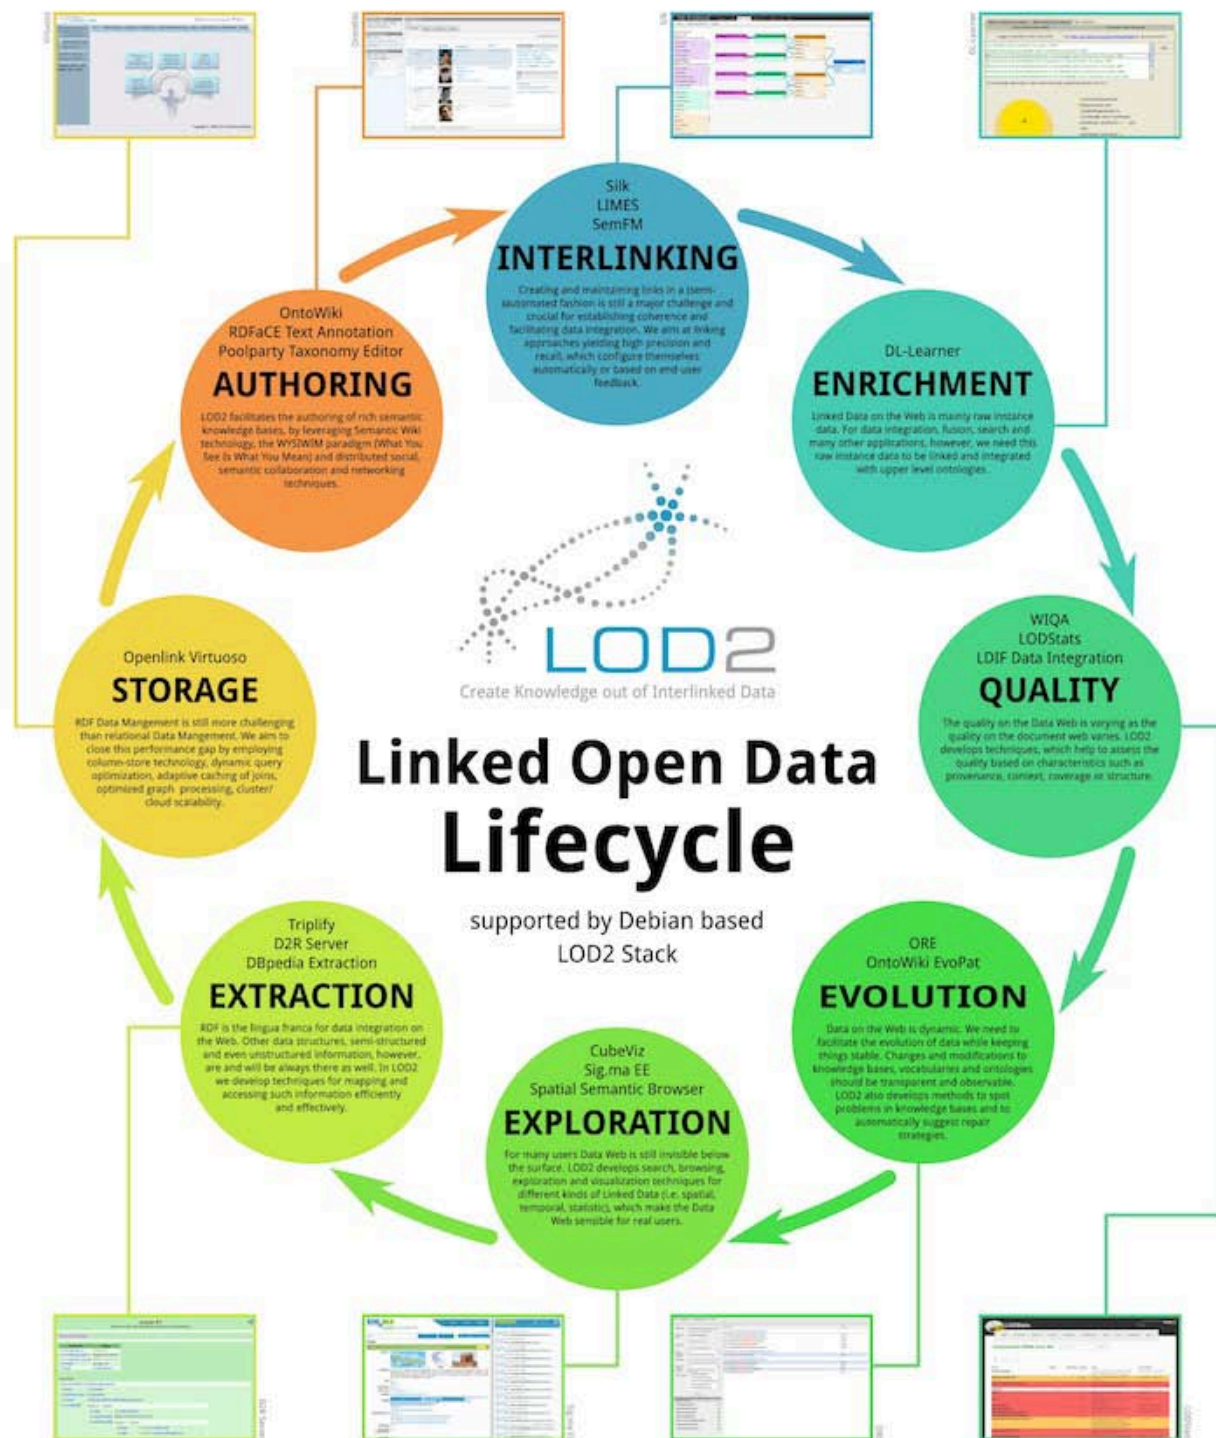 Silk
LIMES
SemFM
INTERLINKING
Creating and maintaining links in a (semi-
)automated fashion is still a major challenge and
crucial for establishing coherence and
facilitating data integration. We aim at linking
approaches yielding high precision and
recall, which configure themselves
automatically or based on end user
feedback.
DL-Learner
ENRICHMENT
Linked Data on the Web is mainly raw instance
data. For data integration, fusion, search and
many other applications, however, we need this
raw instance data to be linked and integrated
with upper level ontologies.
WIQA
LODStats
LDIF Data Integration
QUALITY
The quality on the Data Web is varying as the
quality on the document web varies. LOD2
develops techniques, which help to assess the
quality based on characteristics such as
provenance, context, coverage or structure.
ORE
OntoWiki EvoPat
EVOLUTION
Data on the Web is dynamic. We need to
facilitate the evolution of data while keeping
things stable. Changes and modifications to
knowledge bases, vocabularies and ontologies
should be transparent and observable.
LOD2 also develops methods to spot
problems in knowledge bases and to
automatically suggest repair
strategies.
CubeViz
Sig.ma EE
Spatial Semantic Browser
EXPLORATION
For many users Data Web is still invisible below
the surface. LOD2 develops search, browsing,
exploration and visualization techniques for
different kinds of Linked Data (i.e. spatial,
temporal, statistic), which make the Data
Web sensible for real users.
Triplify
D2R Server
DBpedia Extraction
EXTRACTION
RDF is the lingua franca for data integration on
the Web. Other data structures, semi-structured
and even unstructured information, however,
are and will be always there as well. In LOD2
we develop techniques for mapping and
accessing such information efficiently
and effectively.
Openlink Virtuoso
STORAGE
RDF Data Mangement is still more challenging
than relational Data Mangement. We aim to
close this performance gap by employing
column-store technology, dynamic query
optimization, adaptive caching of joins,
optimized graph processing, cluster/
cloud scalability.
OntoWiki
RDFaCE Text Annotation
Poolparty Taxonomy Editor
AUTHORING
LOD2 facilitates the authoring of rich semantic
knowledge bases, by leveraging Semantic Wiki
technology, the WYSIWIM paradigm (What You
See Is What You Mean) and distributed social,
semantic collaboration and networking
techniques.
LOD2
Create Knowledge out of Interlinked Data
Linked Open Data
Lifecycle
supported by Debian based
LOD2 Stack
DL-Learner